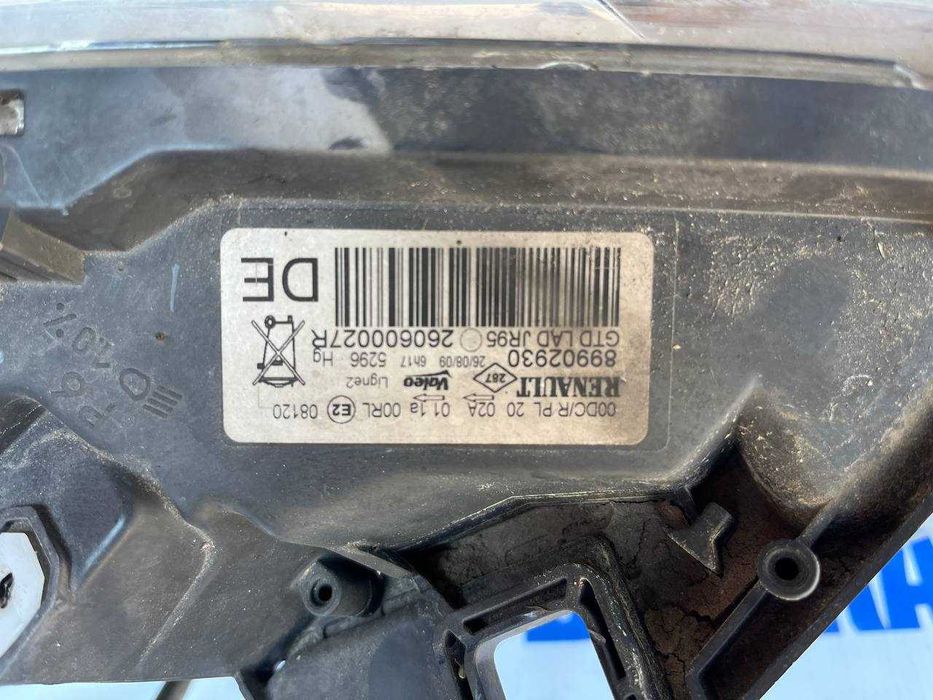 00DC/R PL 20 02A 01 1a 00RL E2 08120
RENAULT 287 Valeo Ligne2
89902930 26/08/09 6h17 5296 Hg
GTD LAD JR95 260600027R
DE